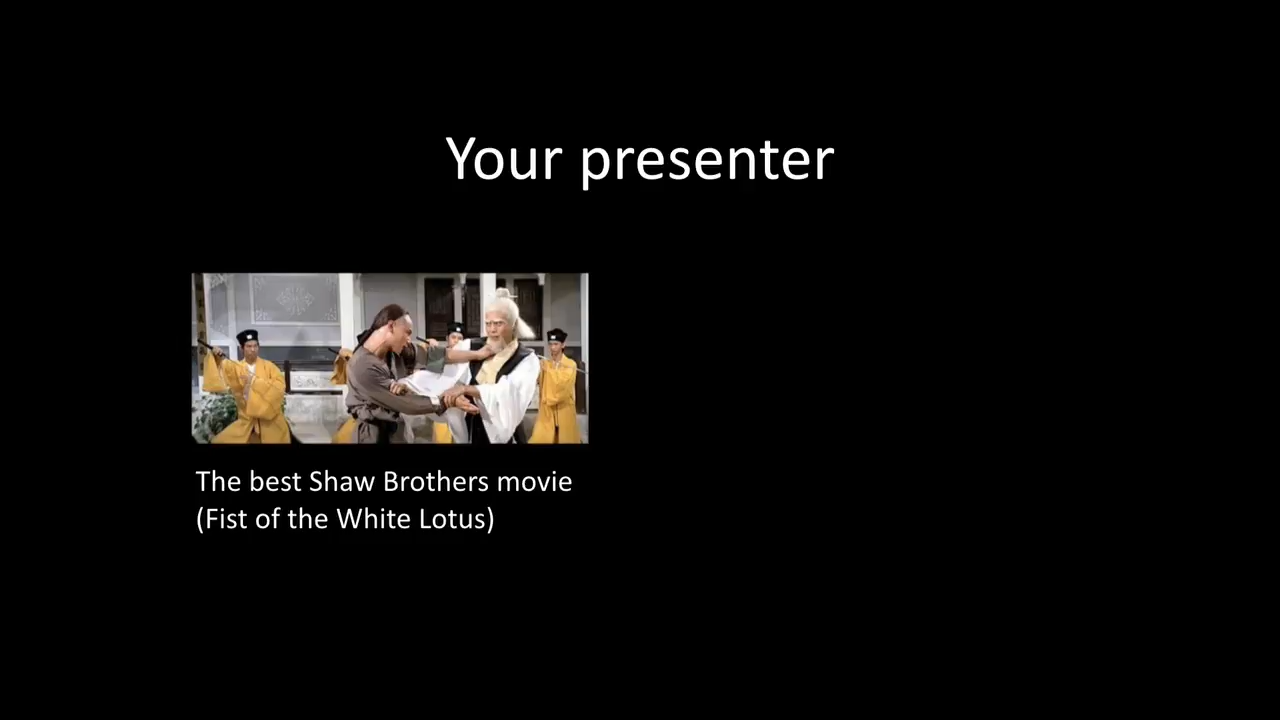 Your presenter
The best Shaw Brothers movie
(Fist of the White Lotus)